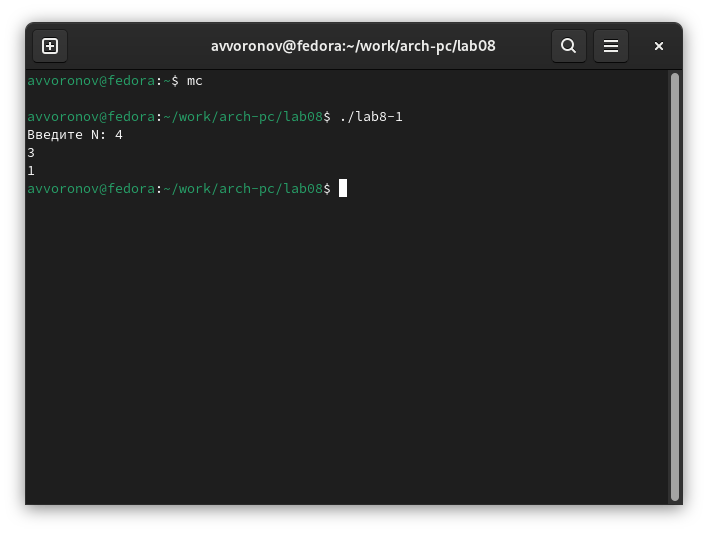 avvoronov@fedora:~/work/arch-pc/lab08
avvoronov@fedora:~$ mc
avvoronov@fedora:~/work/arch-pc/lab08$ ./lab8-1
Введите N: 4
3
1
avvoronov@fedora:~/work/arch-pc/lab08$